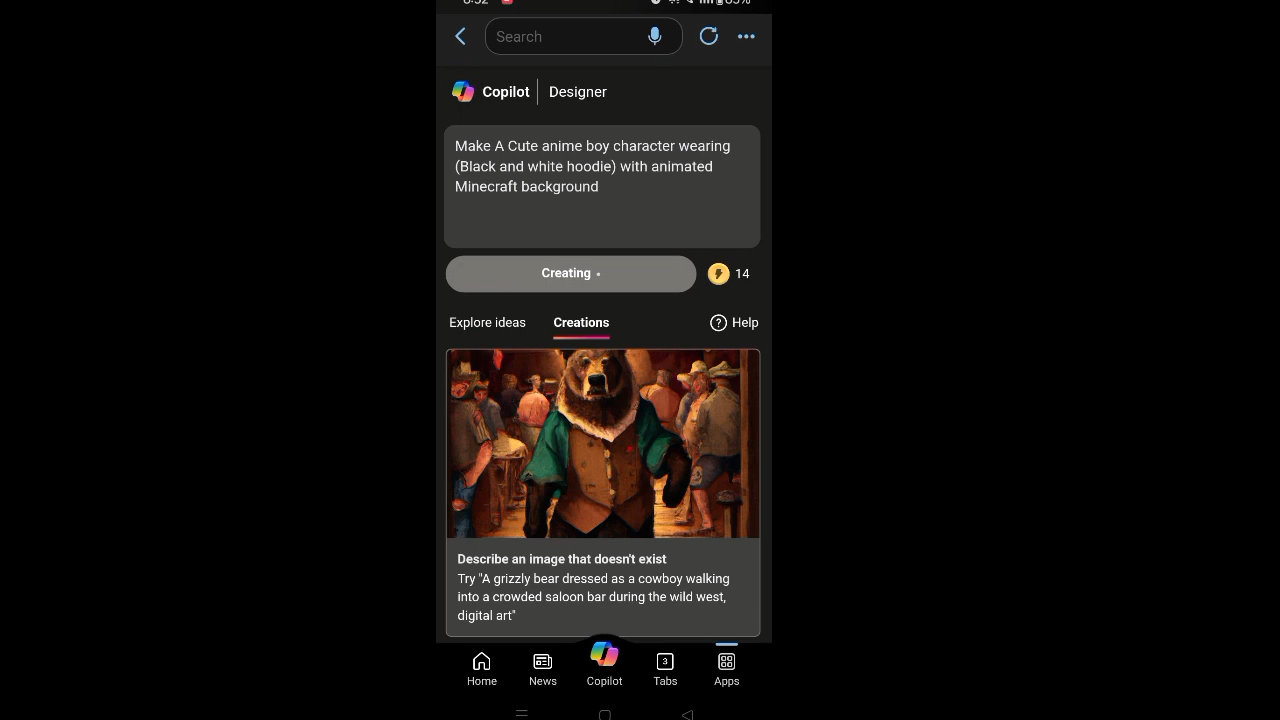 Search
Copilot | Designer
Make A Cute anime boy character wearing
(Black and white hoodie) with animated
Minecraft background
Creating
14
Explore ideas
Creations
Help
Describe an image that doesn't exist
Try "A grizzly bear dressed as a cowboy walking
into a crowded saloon bar during the wild west,
digital art"
3
Home
News
Copilot
Tabs
Apps